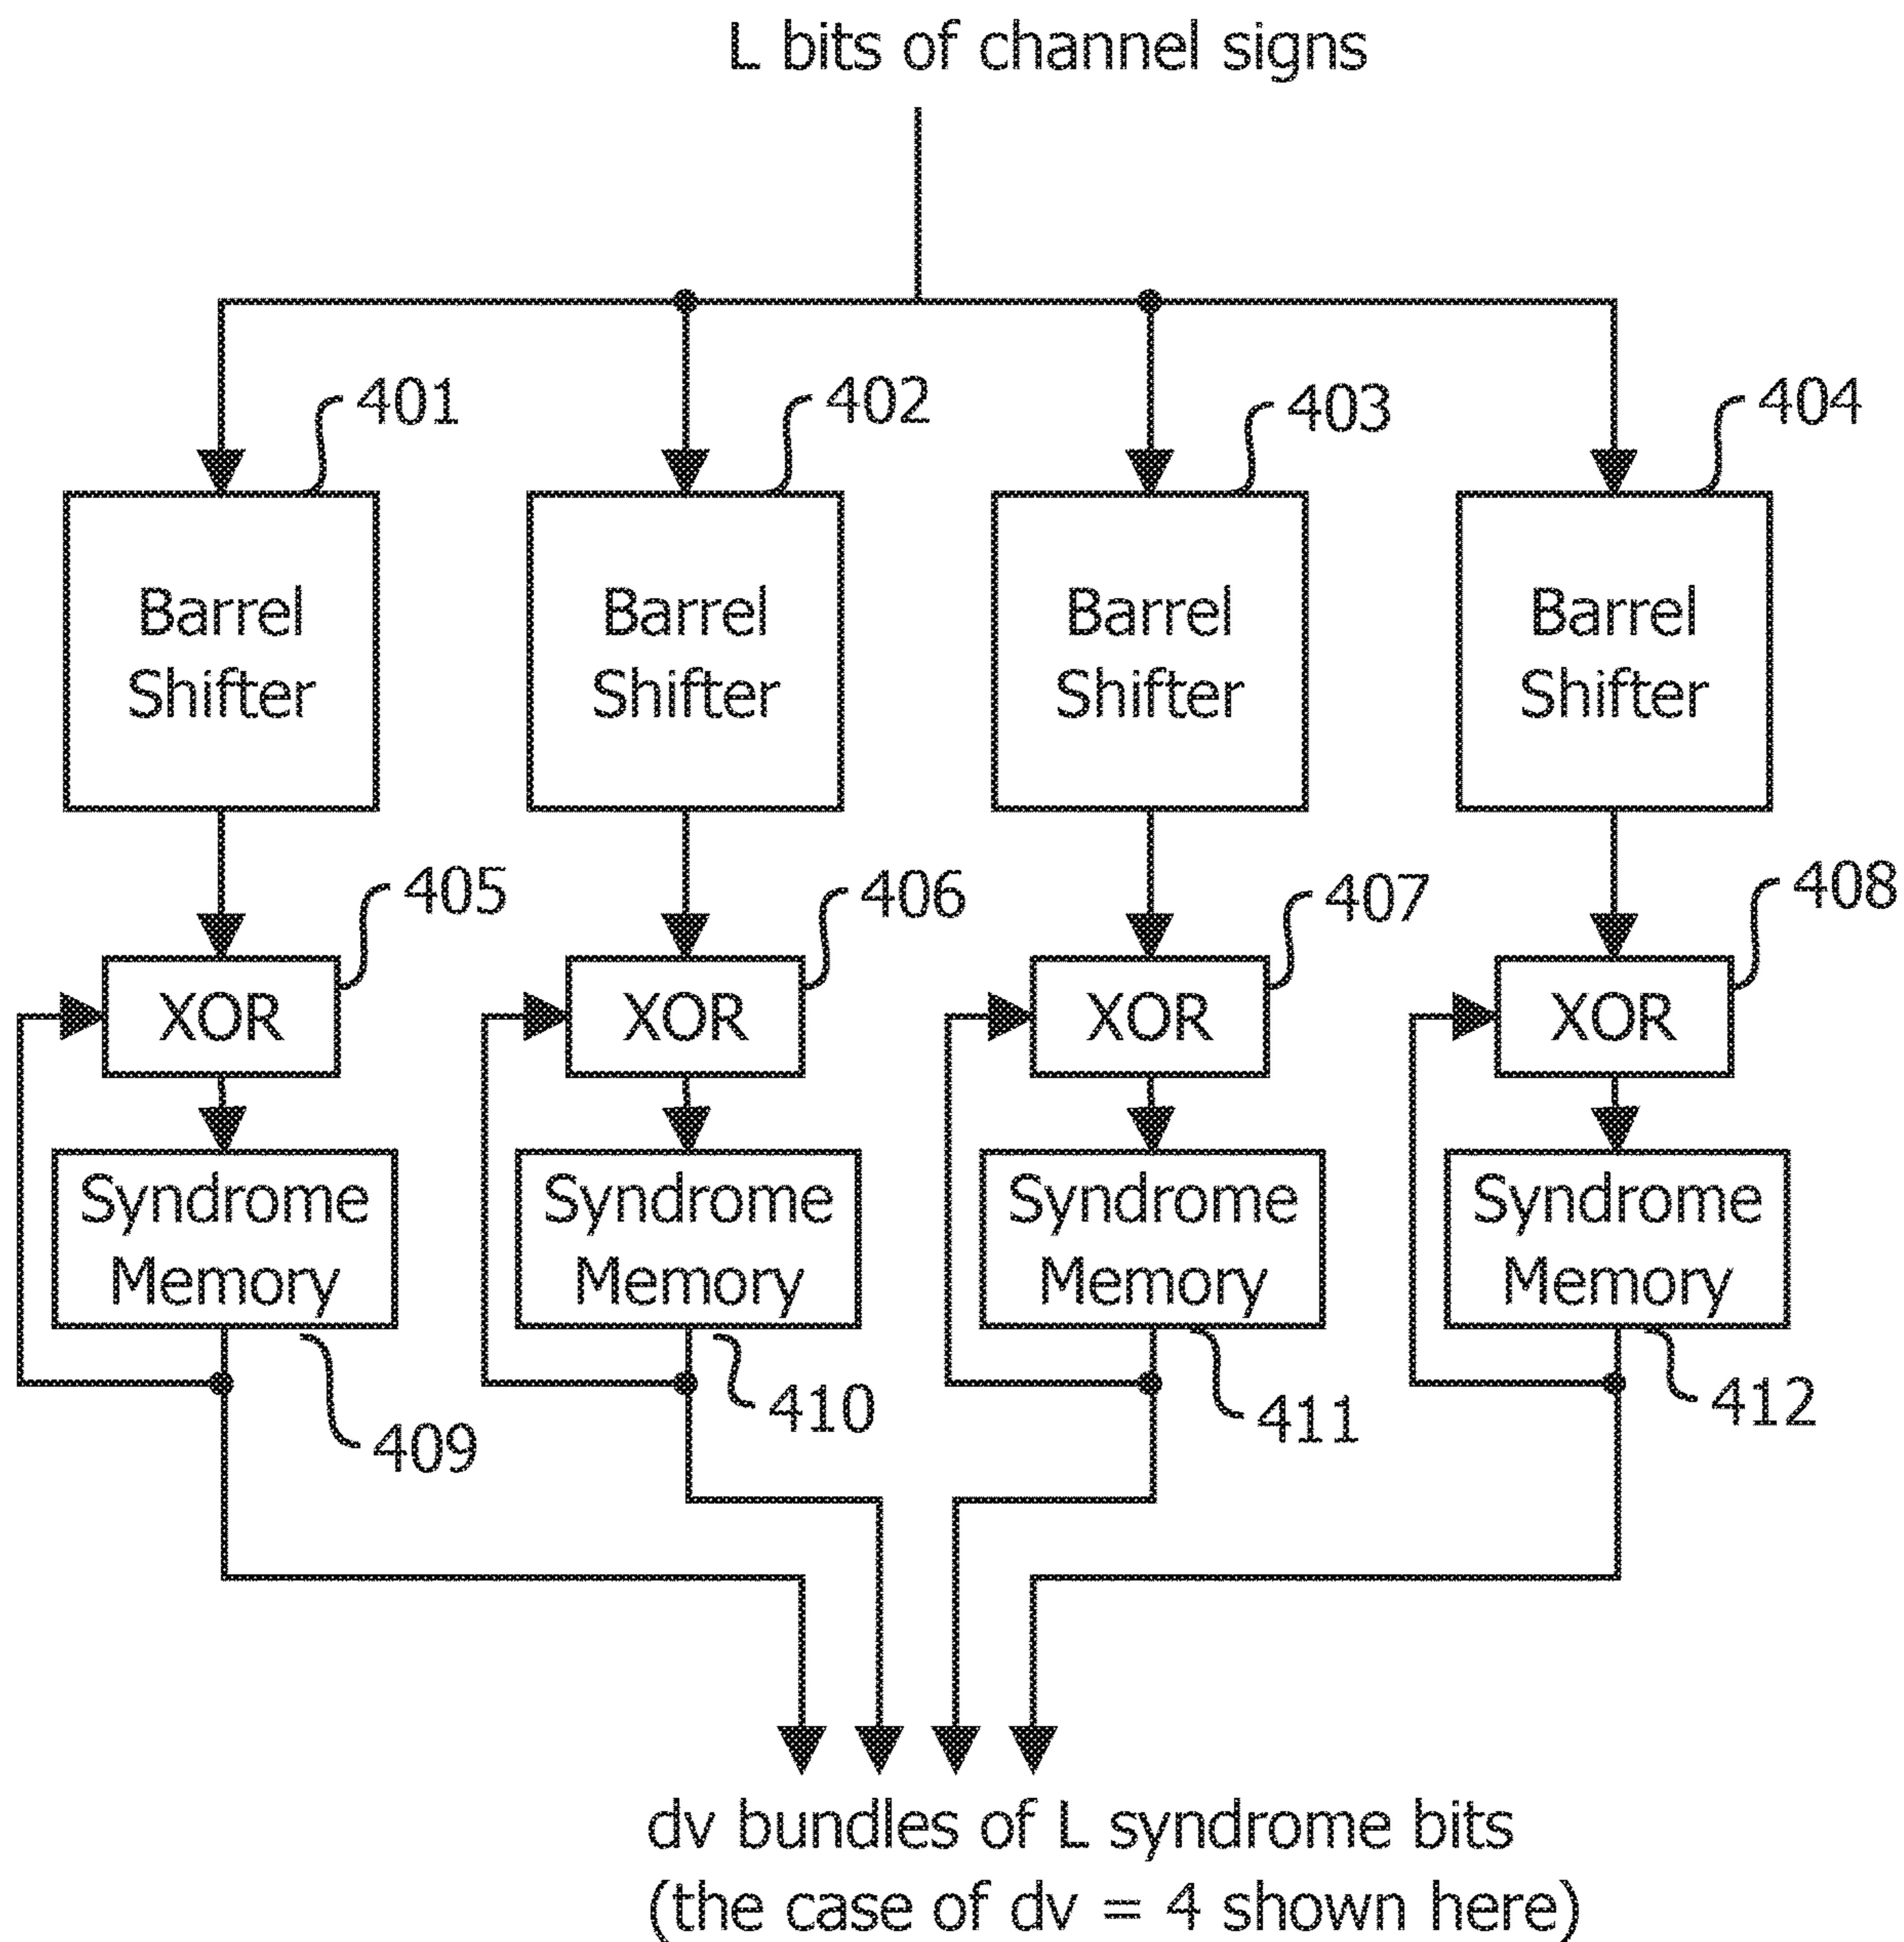 L bits of channel signs
401
402
403
404
Barrel
Shifter
Barrel
Shifter
Barrel
Shifter
Barrel
Shifter
405
406
407
408
XOR
XOR
XOR
XOR
Syndrome
Memory
Syndrome
Memory
Syndrome
Memory
Syndrome
Memory
409
410
411
412
dv bundles of L syndrome bits
(the case of dv = 4 shown here)